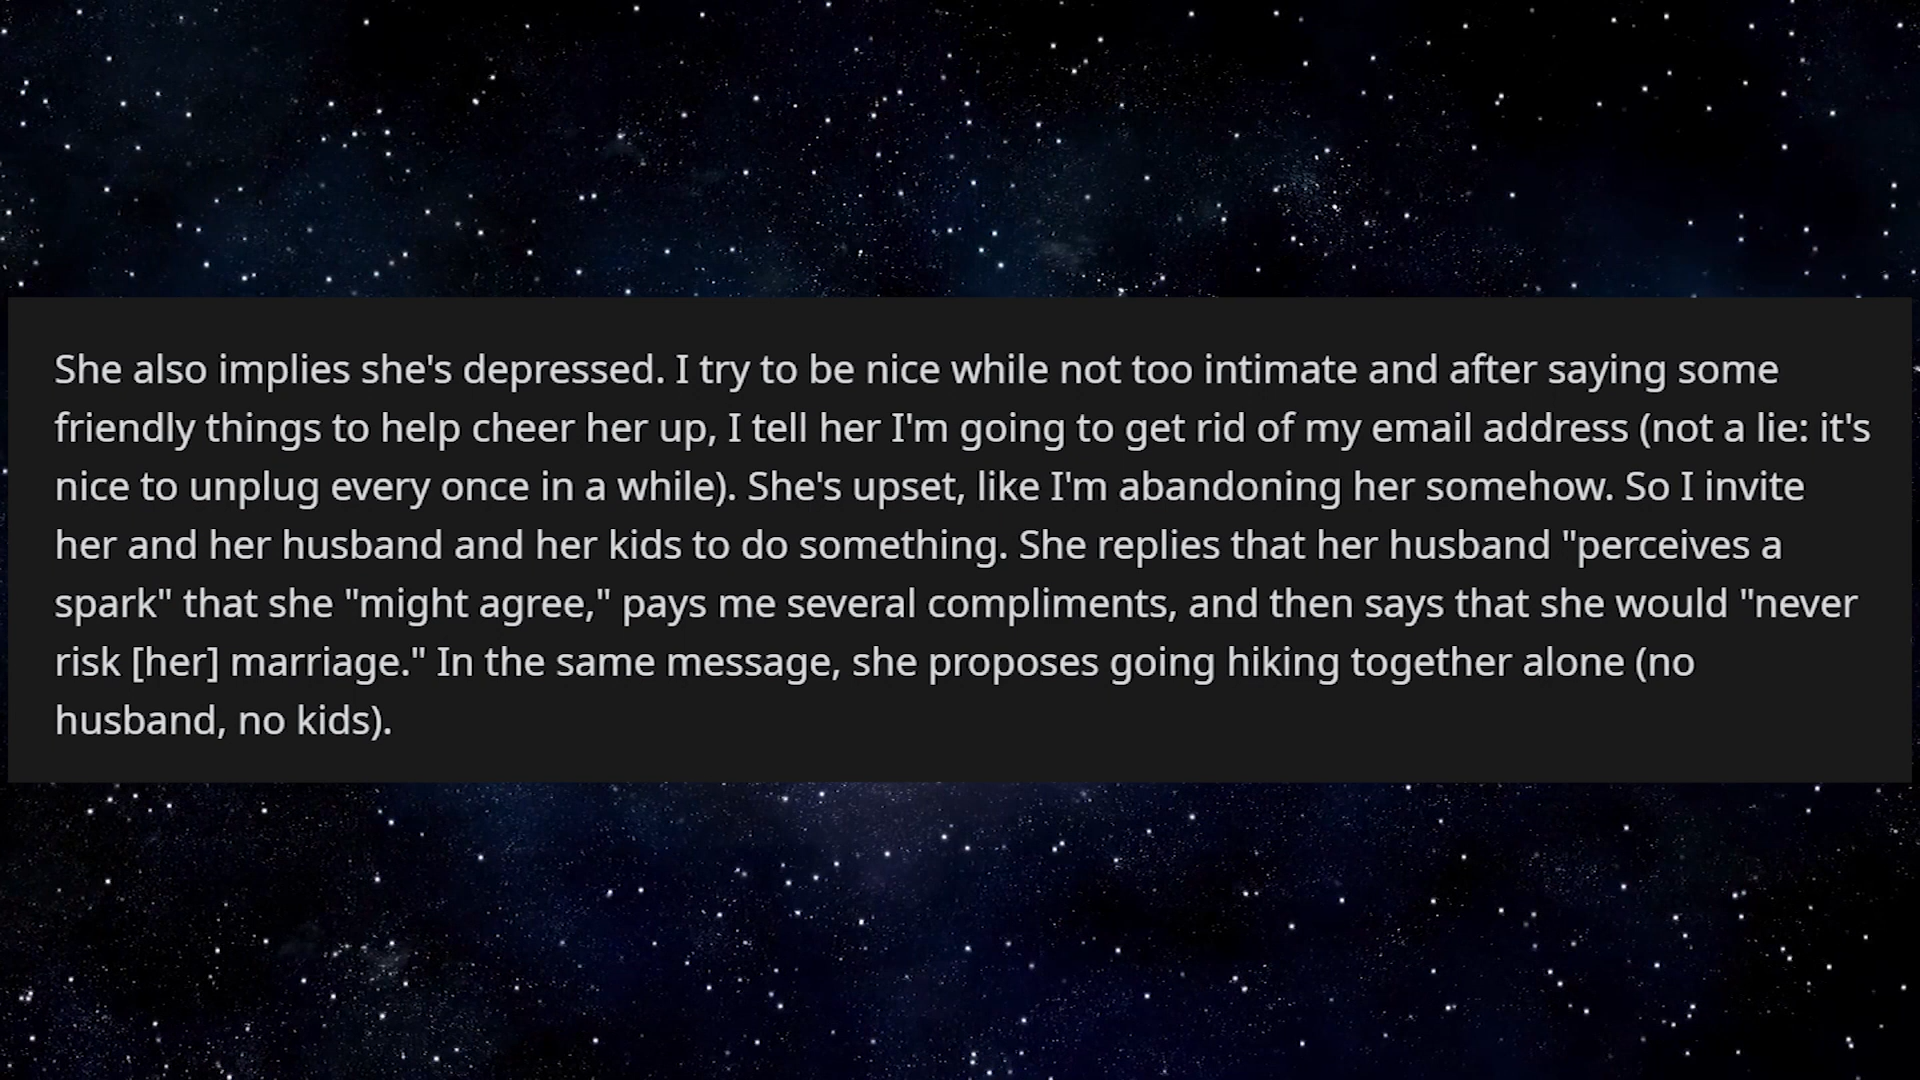 She also implies she's depressed. I try to be nice while not too intimate and after saying some
friendly things to help cheer her up, I tell her I'm going to get rid of my email address (not a lie: it's
nice to unplug every once in a while). She's upset, like I'm abandoning her somehow. So I invite
her and her husband and her kids to do something. She replies that her husband "perceives a
spark" that she "might agree," pays me several compliments, and then says that she would "never
risk [her] marriage." In the same message, she proposes going hiking together alone (no
husband, no kids).